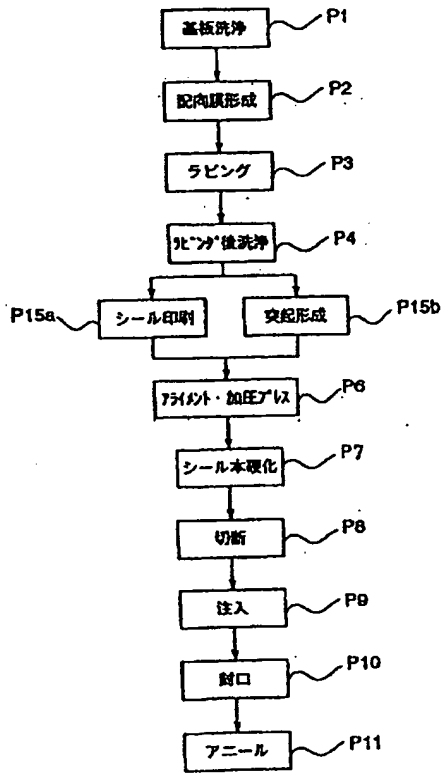 基板洗浄 P1
配向膜形成 P2
ラビング P3
ラビング後洗浄 P4
P15a シール印刷 突起形成 P15b
アライメント・加圧プレス P6
シール本硬化 P7
切断 P8
注入 P9
封口 P10
アニール P11